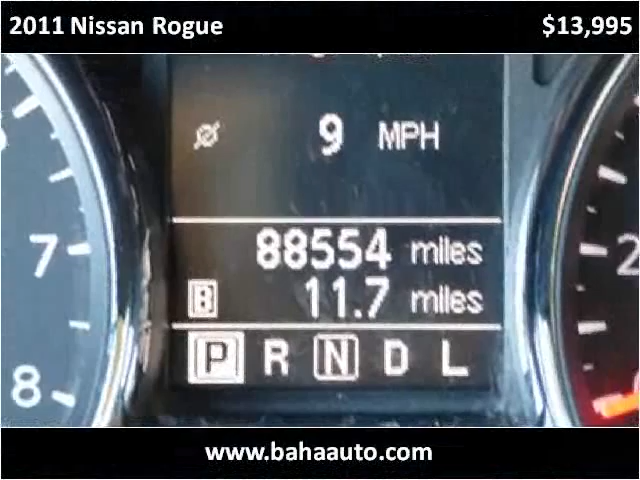 2011 Nissan Rogue $13,995
9 MPH
88554 miles
B 11.7 miles
P R N D L
7
8
2
www.bahaauto.com